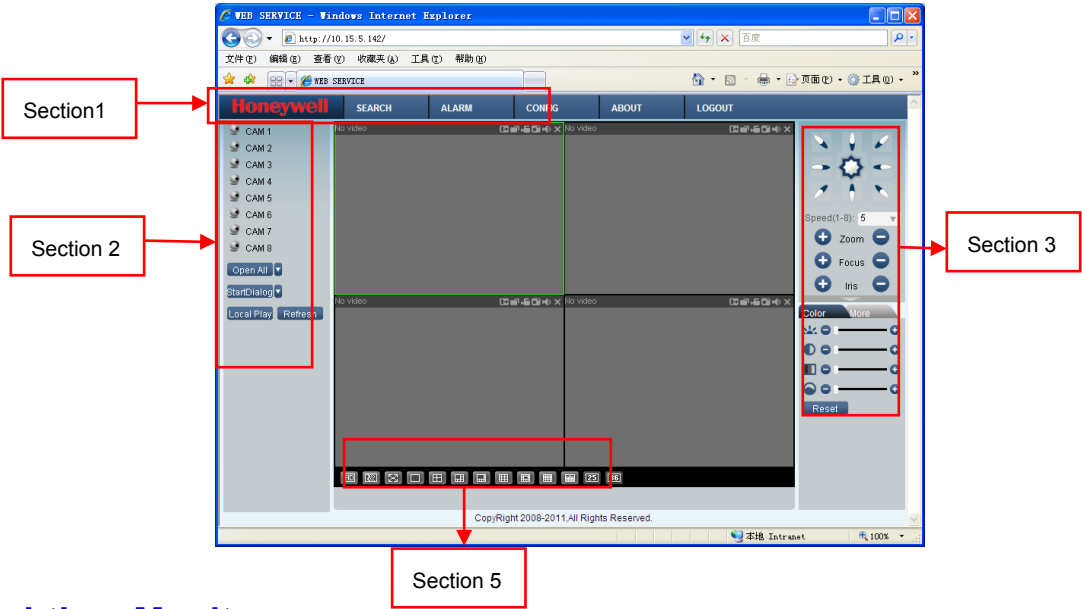 WEB SERVICE - Windows Internet Explorer
http://10.15.5.142/
百度
文件(F) 编辑(E) 查看(V) 收藏夹(A) 工具(T) 帮助(H)
WEB SERVICE
页面(P) 工具(O) »
Section1
Honeywell SEARCH ALARM CONFIG ABOUT LOGOUT
CAM 1
CAM 2
CAM 3
CAM 4
CAM 5
CAM 6
CAM 7
CAM 8
Open All
StartDialog
Local Play Refresh
Section 2
No video
No video
No video
No video
Speed(1-8): 5
Zoom
Focus
Iris
Color More
Reset
Section 3
25
CopyRight 2008-2011,All Rights Reserved.
本地 Intranet 100%
Section 5